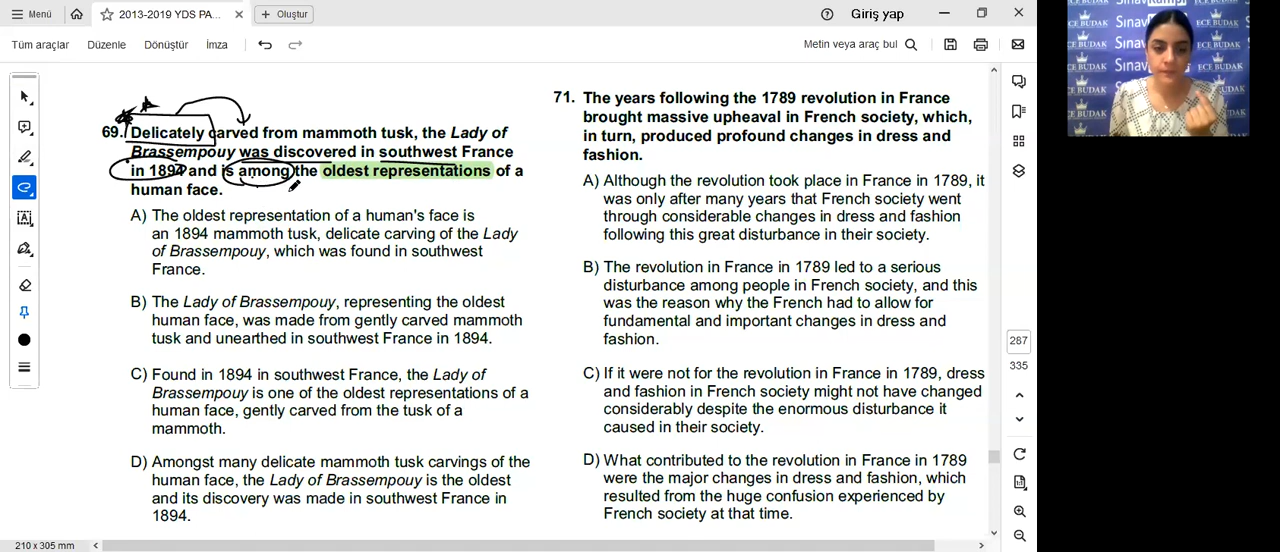 Menü
2013-2019 YDS PA...
Oluştur
Giriş yap
Tüm araçlar
Düzenle
Dönüştür
İmza
Metin veya araç bul
69. Delicately carved from mammoth tusk, the Lady of
Brassempouy was discovered in southwest France
in 1894 and is among the oldest representations of a
human face.
A) The oldest representation of a human's face is
an 1894 mammoth tusk, delicate carving of the Lady
of Brassempouy, which was found in southwest
France.
B) The Lady of Brassempouy, representing the oldest
human face, was made from gently carved mammoth
tusk and unearthed in southwest France in 1894.
C) Found in 1894 in southwest France, the Lady of
Brassempouy is one of the oldest representations of a
human face, gently carved from the tusk of a
mammoth.
D) Amongst many delicate mammoth tusk carvings of the
human face, the Lady of Brassempouy is the oldest
and its discovery was made in southwest France in
1894.
71. The years following the 1789 revolution in France
brought massive upheaval in French society, which,
in turn, produced profound changes in dress and
fashion.
A) Although the revolution took place in France in 1789, it
was only after many years that French society went
through considerable changes in dress and fashion
following this great disturbance in their society.
B) The revolution in France in 1789 led to a serious
disturbance among people in French society, and this
was the reason why the French had to allow for
fundamental and important changes in dress and
fashion.
C) If it were not for the revolution in France in 1789, dress
and fashion in French society might not have changed
considerably despite the enormous disturbance it
caused in their society.
D) What contributed to the revolution in France in 1789
were the major changes in dress and fashion, which
resulted from the huge confusion experienced by
French society at that time.
287
335
210 x 305 mm
ECE BUDAK
ECE BUDAK
ECE BUDAK